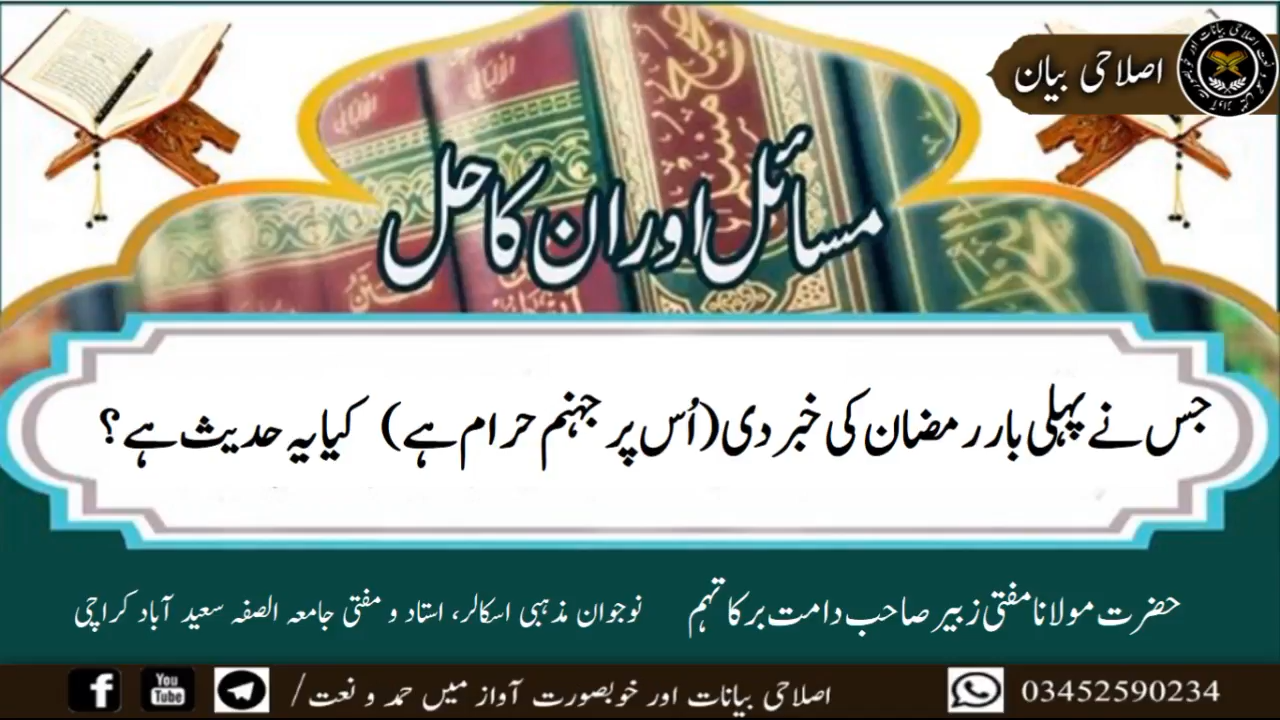 اصلاحی بیان
مسائل اور ان کا حل
جس نے پہلی بار رمضان کی خبر دی (اُس پر جہنم حرام ہے) کیا یہ حدیث ہے؟
حضرت مولانا مفتی زبیر صاحب دامت برکاتہم نوجوان مذہبی اسکالر، استاد و مفتی جامعہ الصفہ سعید آباد کراچی
You Tube اصلاحی بیانات اور خوبصورت آواز میں حمد و نعت/ 03452590234